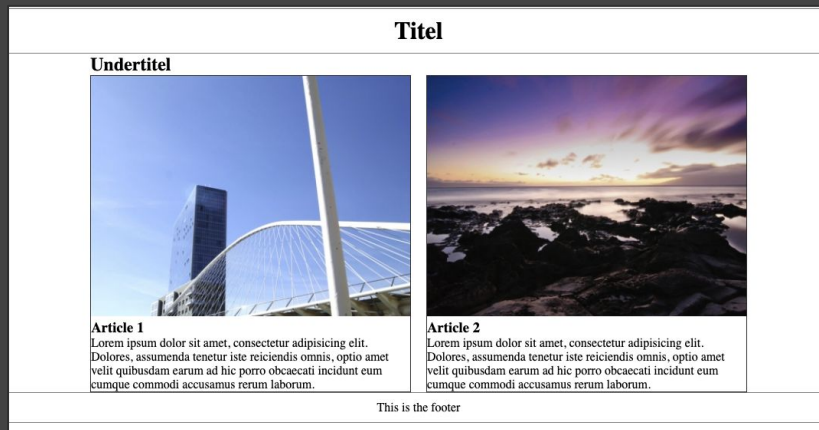 Titel
Undertitel
Article 1
Lorem ipsum dolor sit amet, consectetur adipisicing elit.
Dolores, assumenda tenetur iste reiciendis omnis, optio amet
velit quibusdam earum ad hic porro obcaecati incidunt eum
cumque commodi accusamus rerum laborum.
Article 2
Lorem ipsum dolor sit amet, consectetur adipisicing elit.
Dolores, assumenda tenetur iste reiciendis omnis, optio amet
velit quibusdam earum ad hic porro obcaecati incidunt eum
cumque commodi accusamus rerum laborum.
This is the footer